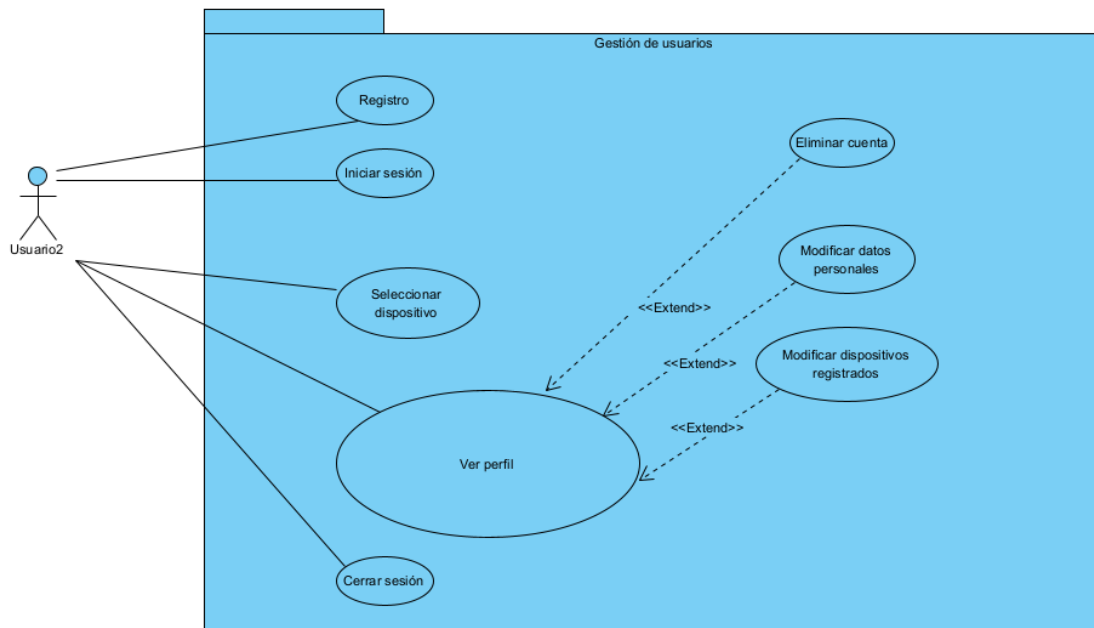 Gestión de usuarios
Registro
Eliminar cuenta
Iniciar sesión
Usuario2
Modificar datos
personales
Seleccionar
dispositivo
<<Extend>>
<<Extend>>
Modificar dispositivos
registrados
<<Extend>>
Ver perfil
Cerrar sesión